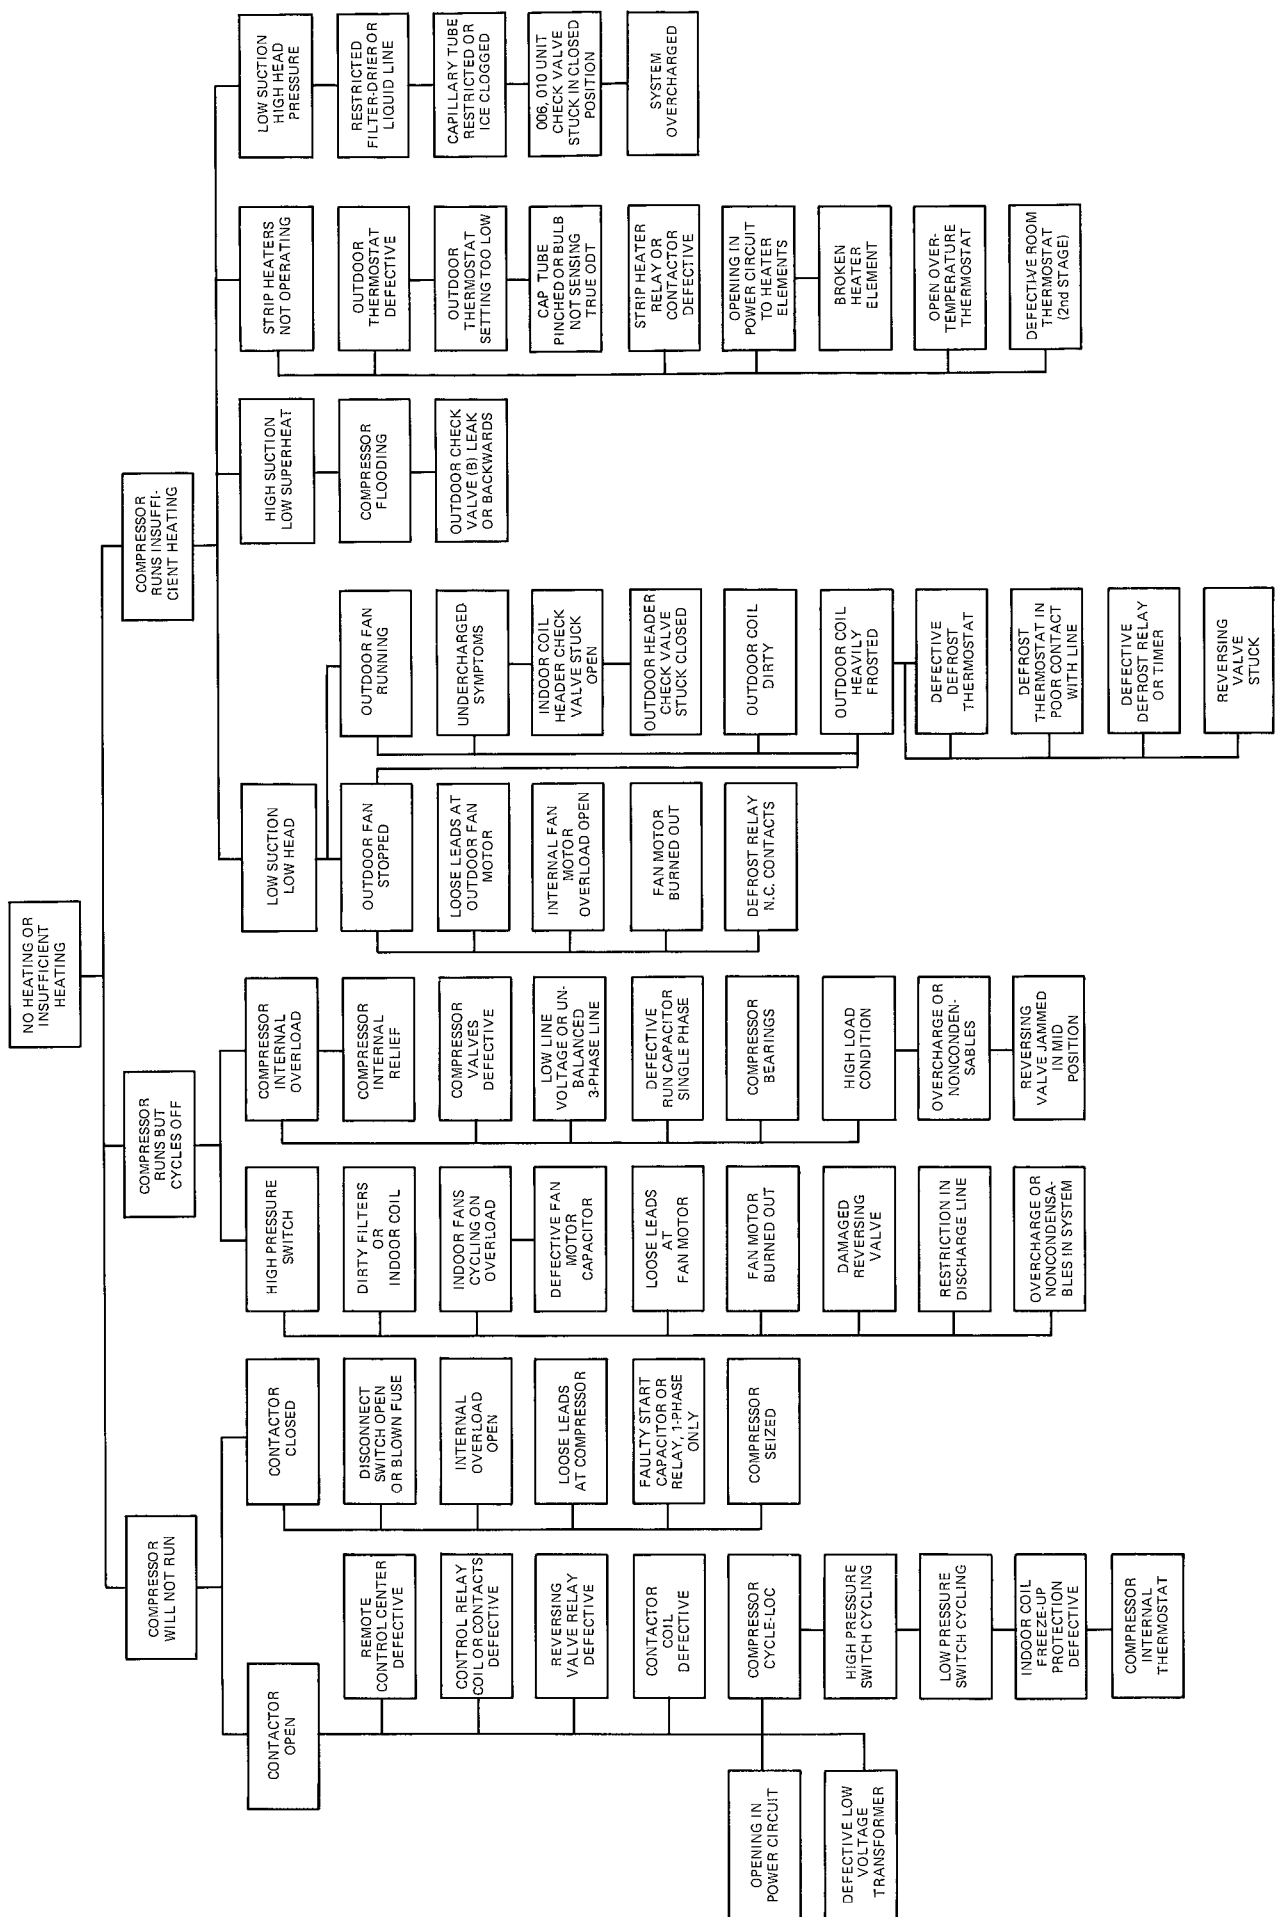 NO HEATING OR
INSUFFICIENT
HEATING
COMPRESSOR
WILL NOT RUN
CONTACTOR
OPEN
REMOTE
CONTROL CENTER
DEFECTIVE
CONTROL RELAY
COIL OR CONTACTS
DEFECTIVE
REVERSING
VALVE RELAY
DEFECTIVE
CONTACTOR
COIL
DEFECTIVE
OPENING IN
POWER CIRCUIT
DEFECTIVE LOW
VOLTAGE
TRANSFORMER
COMPRESSOR
CYCLE-LOC
HIGH PRESSURE
SWITCH CYCLING
LOW PRESSURE
SWITCH CYCLING
INDOOR COIL
FREEZE-UP
PROTECTION
DEFECTIVE
COMPRESSOR
INTERNAL
THERMOSTAT
CONTACTOR
CLOSED
DISCONNECT
SWITCH OPEN
OR BLOWN FUSE
INTERNAL
OVERLOAD
OPEN
LOOSE LEADS
AT COMPRESSOR
FAULTY START
CAPACITOR OR
RELAY, 1-PHASE
ONLY
COMPRESSOR
SEIZED
COMPRESSOR
RUNS BUT
CYCLES OFF
HIGH PRESSURE
SWITCH
DIRTY FILTERS
OR
INDOOR COIL
INDOOR FANS
CYCLING ON
OVERLOAD
DEFECTIVE FAN
MOTOR
CAPACITOR
LOOSE LEADS
AT
FAN MOTOR
FAN MOTOR
BURNED OUT
DAMAGED
REVERSING
VALVE
RESTRICTION IN
DISCHARGE LINE
OVERCHARGE OR
NONCONDENSA-
BLES IN SYSTEM
COMPRESSOR
INTERNAL
OVERLOAD
COMPRESSOR
INTERNAL
RELIEF
COMPRESSOR
VALVES
DEFECTIVE
LOW LINE
VOLTAGE OR UN-
BALANCED
3-PHASE LINE
DEFECTIVE
RUN CAPACITOR
SINGLE PHASE
COMPRESSOR
BEARINGS
HIGH LOAD
CONDITION
OVERCHARGE OR
NONCONDEN-
SABLES
REVERSING
VALVE JAMMED
IN MID
POSITION
COMPRESSOR
RUNS INSUFFI-
CIENT HEATING
LOW SUCTION
LOW HEAD
OUTDOOR FAN
STOPPED
LOOSE LEADS AT
OUTDOOR FAN
MOTOR
INTERNAL FAN
MOTOR
OVERLOAD OPEN
FAN MOTOR
BURNED OUT
DEFROST RELAY
N.C. CONTACTS
OUTDOOR FAN
RUNNING
UNDERCHARGED
SYMPTOMS
INDOOR COIL
HEADER CHECK
VALVE STUCK
OPEN
OUTDOOR HEADER
CHECK VALVE
STUCK CLOSED
OUTDOOR COIL
DIRTY
OUTDOOR COIL
HEAVILY
FROSTED
DEFECTIVE
DEFROST
THERMOSTAT
DEFROST
THERMOSTAT IN
POOR CONTACT
WITH LINE
DEFECTIVE
DEFROST RELAY
OR TIMER
REVERSING
VALVE
STUCK
HIGH SUCTION
LOW SUPERHEAT
COMPRESSOR
FLOODING
OUTDOOR CHECK
VALVE (B) LEAK
OR BACKWARDS
STRIP HEATERS
NOT OPERATING
OUTDOOR
THERMOSTAT
DEFECTIVE
OUTDOOR
THERMOSTAT
SETTING TOO LOW
CAP TUBE
PINCHED OR BULB
NOT SENSING
TRUE ODT
STRIP HEATER
RELAY OR
CONTACTOR
DEFECTIVE
OPENING IN
POWER CIRCUIT
TO HEATER
ELEMENTS
BROKEN
HEATER
ELEMENT
OPEN OVER-
TEMPERATURE
THERMOSTAT
DEFECTIVE ROOM
THERMOSTAT
(2nd STAGE)
LOW SUCTION
HIGH HEAD
PRESSURE
RESTRICTED
FILTER-DRIER OR
LIQUID LINE
CAPILLARY TUBE
RESTRICTED OR
ICE CLOGGED
006, 010 UNIT
CHECK VALVE
STUCK IN CLOSED
POSITION
SYSTEM
OVERCHARGED